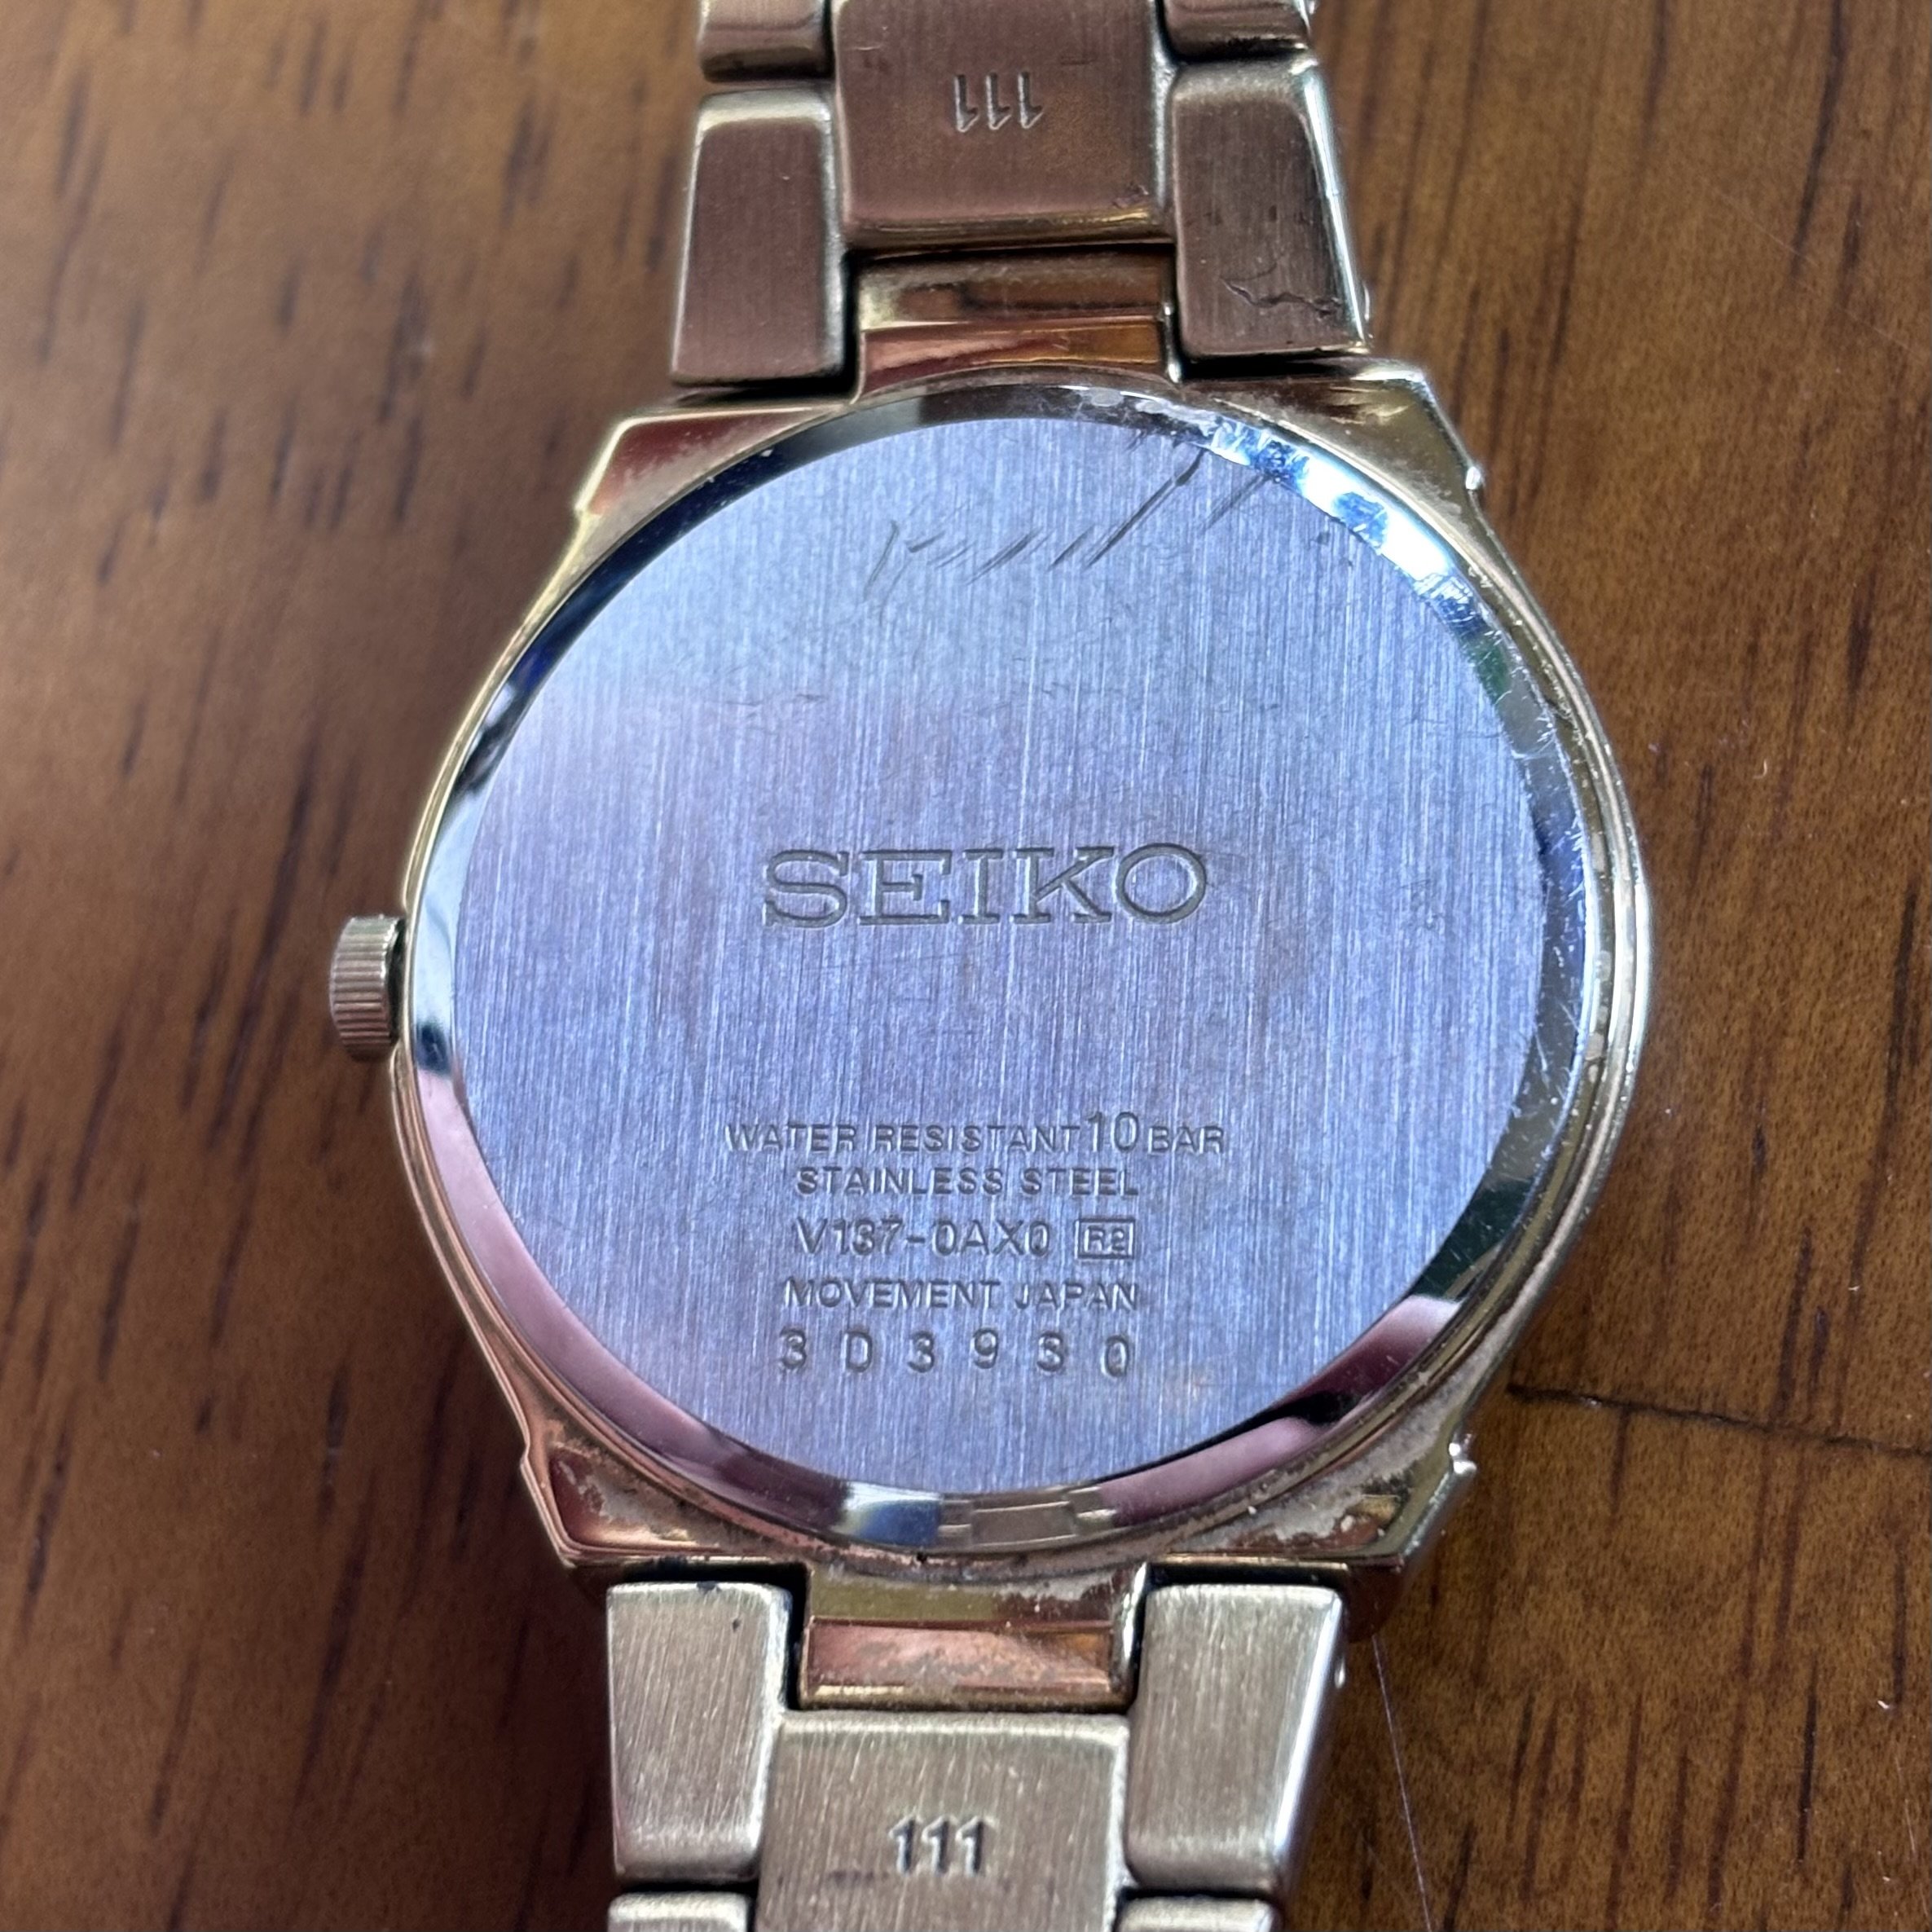 111
SEIKO
WATER RESISTANT 10 BAR
STAINLESS STEEL
V137-0AX0 R2
MOVEMENT JAPAN
3D3930
111